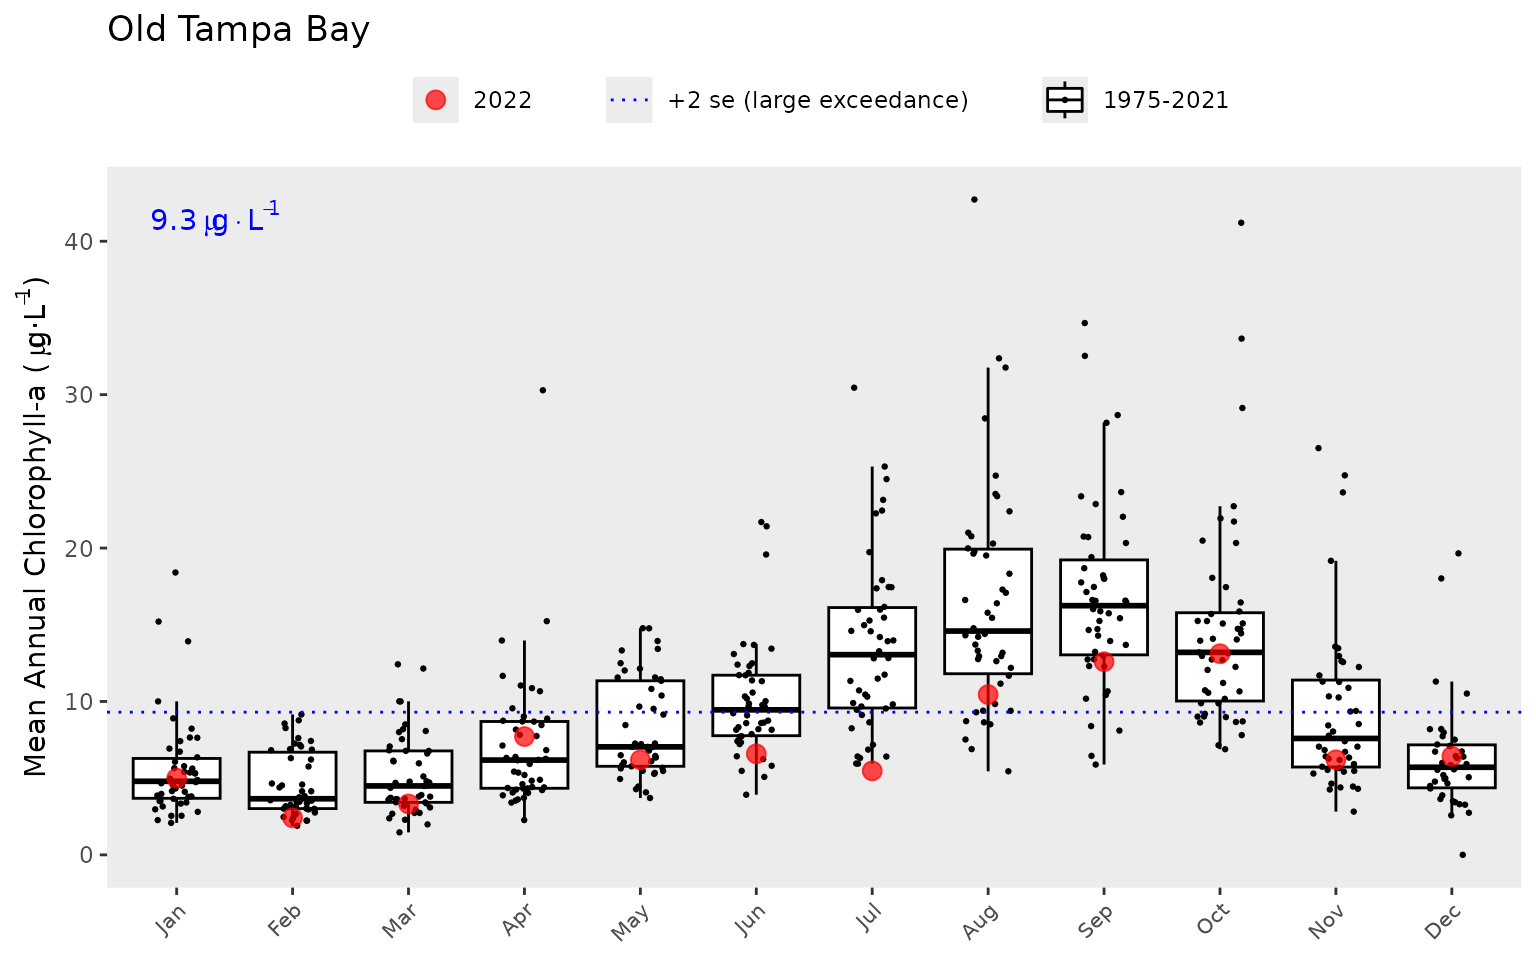 Old Tampa Bay
2022
+2 se (large exceedance)
1975-2021
9.3 μg·L⁻¹
Mean Annual Chlorophyll-a (μg·L⁻¹)
40
30
20
10
0
Jan
Feb
Mar
Apr
May
Jun
Jul
Aug
Sep
Oct
Nov
Dec